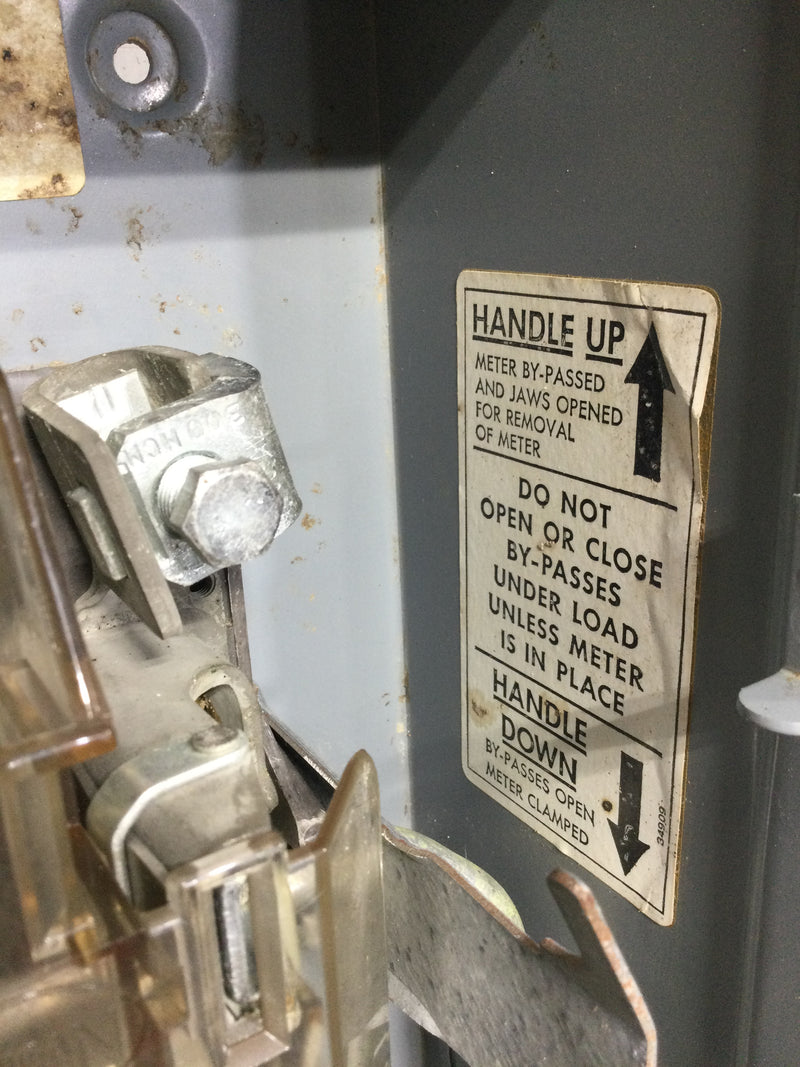 HANDLE UP
METER BY-PASSED
AND JAWS OPENED
FOR REMOVAL
OF METER
DO NOT
OPEN OR CLOSE
BY-PASSES
UNDER LOAD
UNLESS METER
IS IN PLACE
HANDLE
DOWN
BY-PASSES OPEN
METER CLAMPED
34909